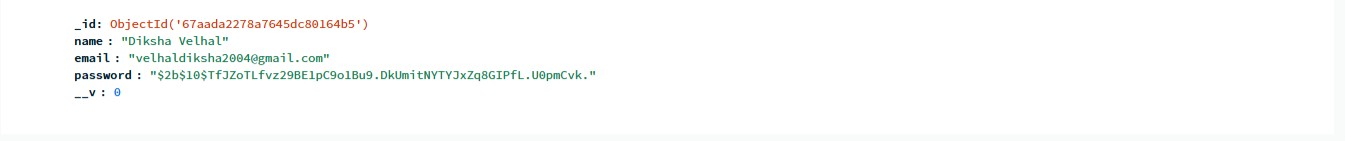 _id: ObjectId('67aada2278a7645dc80164b5')
name : "Diksha Velhal"
email : "velhaldiksha2004@gmail.com"
password : "$2b$10$TfJZoTLfvz29BE1pC9o1Bu9.DkUmitNYTYJxZq8GIPfL.U0pmCvk."
__v : 0